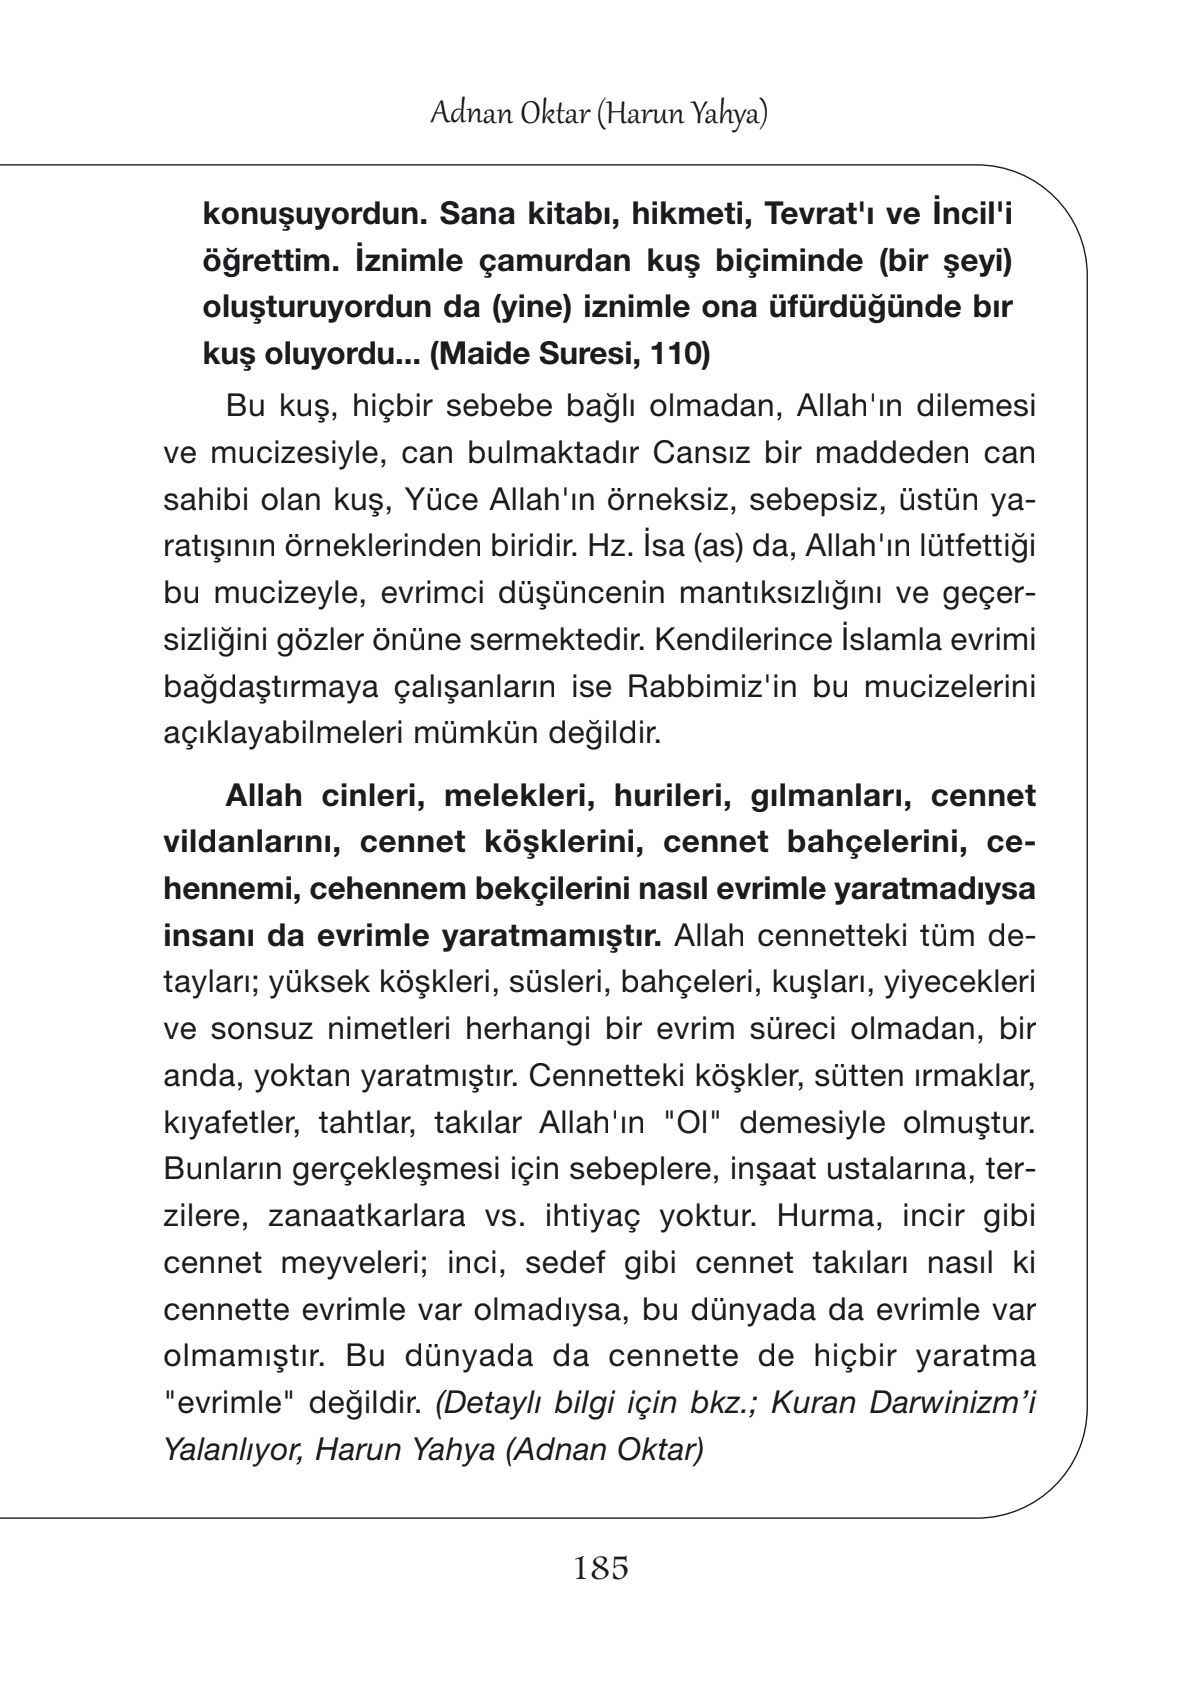 Adnan Oktar (Harun Yahya)
konuşuyordun. Sana kitabı, hikmeti, Tevrat'ı ve İncil'i
öğrettim. İznimle çamurdan kuş biçiminde (bir şeyi)
oluşturuyordun da (yine) iznimle ona üfürdüğünde bır
kuş oluyordu... (Maide Suresi, 110)
Bu kuş, hiçbir sebebe bağlı olmadan, Allah'ın dilemesi
ve mucizesiyle, can bulmaktadır Cansız bir maddeden can
sahibi olan kuş, Yüce Allah'ın örneksiz, sebepsiz, üstün ya-
ratışının örneklerinden biridir. Hz. İsa (as) da, Allah'ın lütfettiği
bu mucizeyle, evrimci düşüncenin mantıksızlığını ve geçer-
sizliğini gözler önüne sermektedir. Kendilerince İslamla evrimi
bağdaştırmaya çalışanların ise Rabbimiz'in bu mucizelerini
açıklayabilmeleri mümkün değildir.
Allah cinleri, melekleri, hurileri, gılmanları, cennet
vildanlarını, cennet köşklerini, cennet bahçelerini, ce-
hennemi, cehennem bekçilerini nasıl evrimle yaratmadıysa
insanı da evrimle yaratmamıştır. Allah cennetteki tüm de-
tayları; yüksek köşkleri, süsleri, bahçeleri, kuşları, yiyecekleri
ve sonsuz nimetleri herhangi bir evrim süreci olmadan, bir
anda, yoktan yaratmıştır. Cennetteki köşkler, sütten ırmaklar,
kıyafetler, tahtlar, takılar Allah'ın "Ol" demesiyle olmuştur.
Bunların gerçekleşmesi için sebeplere, inşaat ustalarına, ter-
zilere, zanaatkarlara vs. ihtiyaç yoktur. Hurma, incir gibi
cennet meyveleri; inci, sedef gibi cennet takıları nasıl ki
cennette evrimle var olmadıysa, bu dünyada da evrimle var
olmamıştır. Bu dünyada da cennette de hiçbir yaratma
"evrimle" değildir. (Detaylı bilgi için bkz.; Kuran Darwinizm’i
Yalanlıyor, Harun Yahya (Adnan Oktar)
185